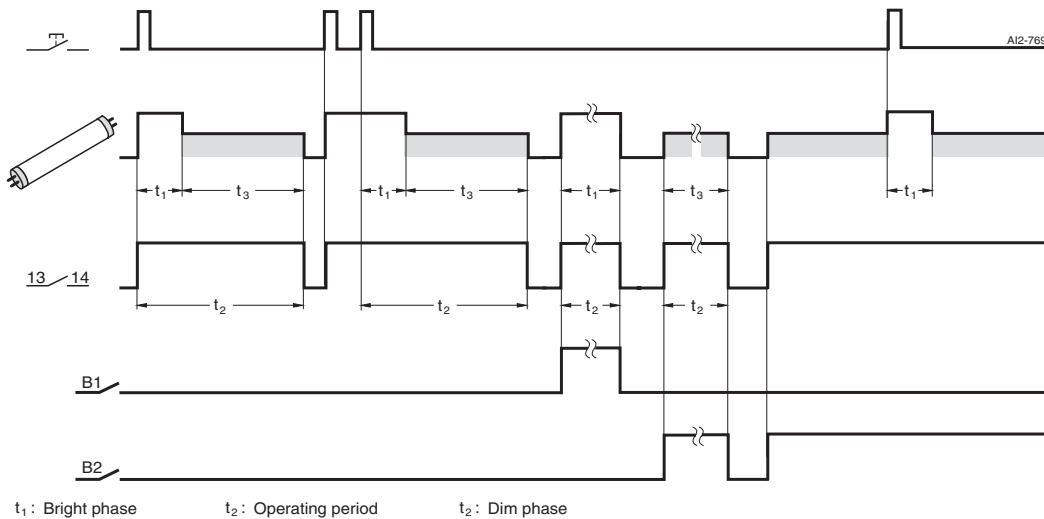 AI2-769
t1 t3 t1 t3 t1 t3 t1
13 14
t2 t2 t2 t2
B1
B2
t1 : Bright phase t2 : Operating period t2 : Dim phase